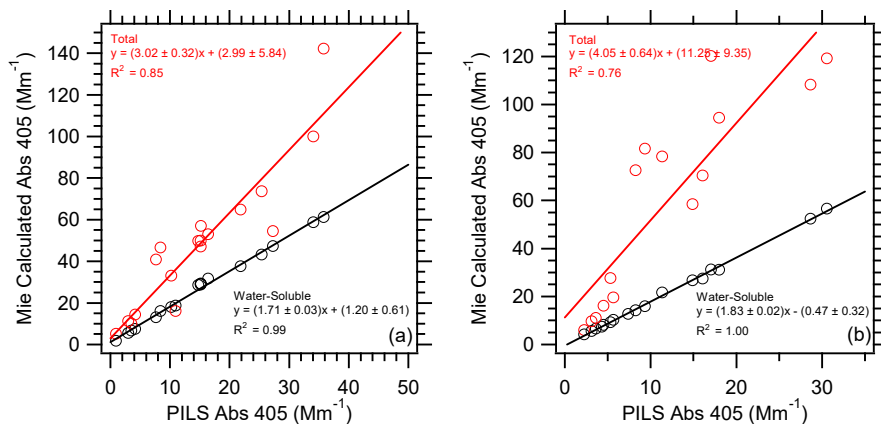 Total
y = (3.02 ± 0.32)x + (2.99 ± 5.84)
R² = 0.85
140
120
100
80
60
40
20
0
Mie Calculated Abs 405 (Mm⁻¹)
Water-Soluble
y = (1.71 ± 0.03)x + (1.20 ± 0.61)
R² = 0.99
(a)
0 10 20 30 40 50
PILS Abs 405 (Mm⁻¹)
Total
y = (4.05 ± 0.64)x + (11.25 ± 9.35)
R² = 0.76
120
100
80
60
40
20
0
Mie Calculated Abs 405 (Mm⁻¹)
Water-Soluble
y = (1.83 ± 0.02)x − (0.47 ± 0.32)
R² = 1.00
(b)
0 10 20 30
PILS Abs 405 (Mm⁻¹)